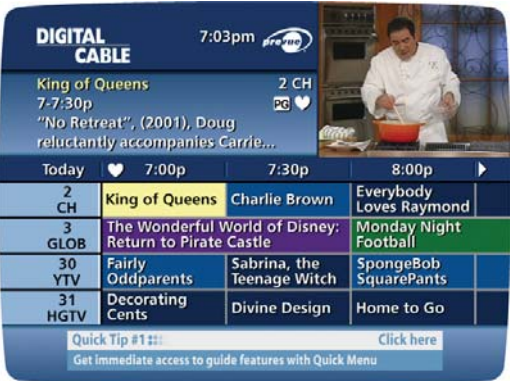 DIGITAL
CABLE
7:03pm
prevue
King of Queens
2 CH
7-7:30p
PG
"No Retreat", (2001), Doug
reluctantly accompanies Carrie...
Today 7:00p 7:30p 8:00p
2
CH
King of Queens
Charlie Brown
Everybody
Loves Raymond
3
GLOB
The Wonderful World of Disney:
Return to Pirate Castle
Monday Night
Football
30
YTV
Fairly
Oddparents
Sabrina, the
Teenage Witch
SpongeBob
SquarePants
31
HGTV
Decorating
Cents
Divine Design
Home to Go
Quick Tip #1
Click here
Get immediate access to guide features with Quick Menu